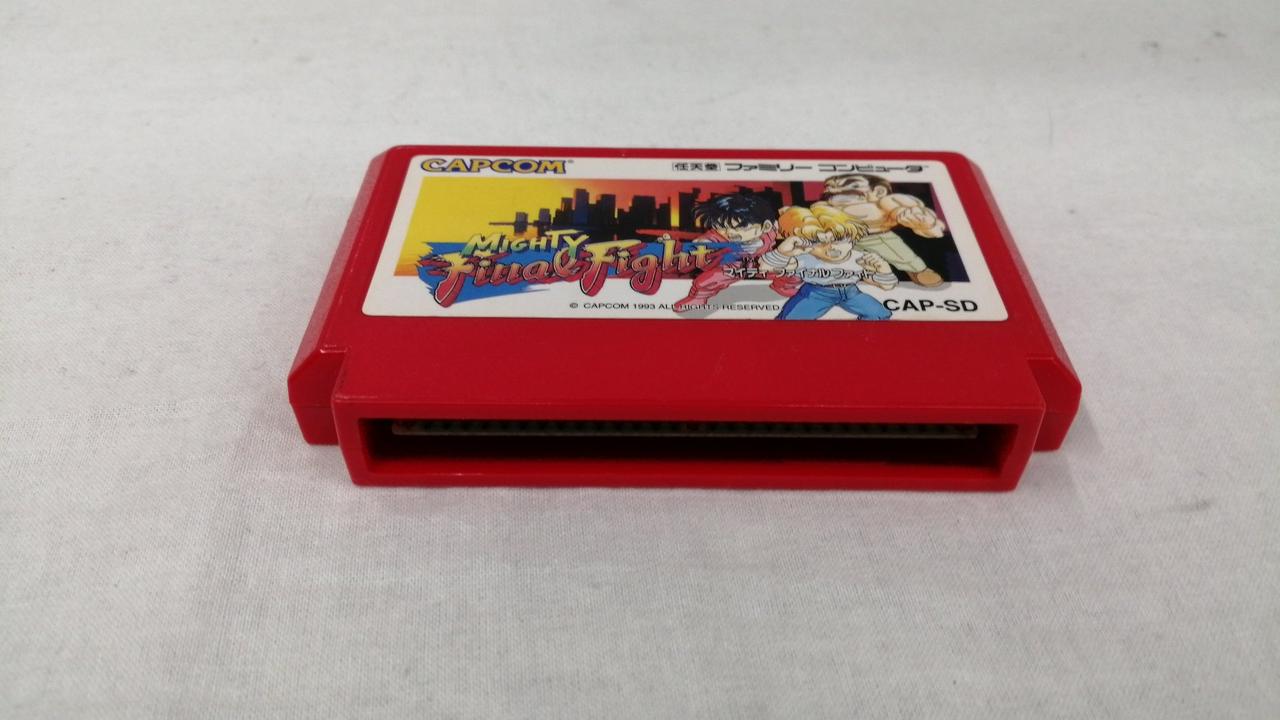 CAPCOM®
任天堂 ファミリー コンピュータ™
MIGHTY
Final Fight
マイティ ファイナルファイト
© CAPCOM 1993 ALL RIGHTS RESERVED
CAP-SD